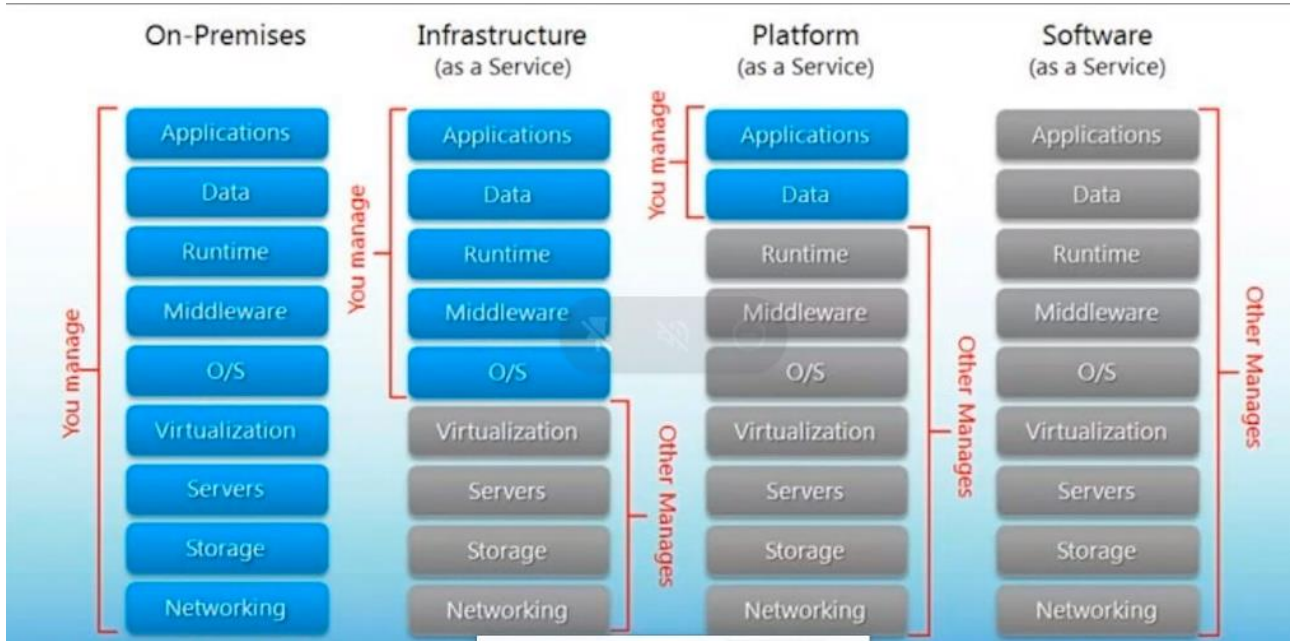 On-Premises
You manage
Applications
Data
Runtime
Middleware
O/S
Virtualization
Servers
Storage
Networking
Infrastructure
(as a Service)
You manage
Applications
Data
Runtime
Middleware
O/S
Virtualization
Servers
Storage
Networking
Other Manages
Platform
(as a Service)
You manage
Applications
Data
Runtime
Middleware
O/S
Virtualization
Servers
Storage
Networking
Other Manages
Software
(as a Service)
Applications
Data
Runtime
Middleware
O/S
Virtualization
Servers
Storage
Networking
Other Manages